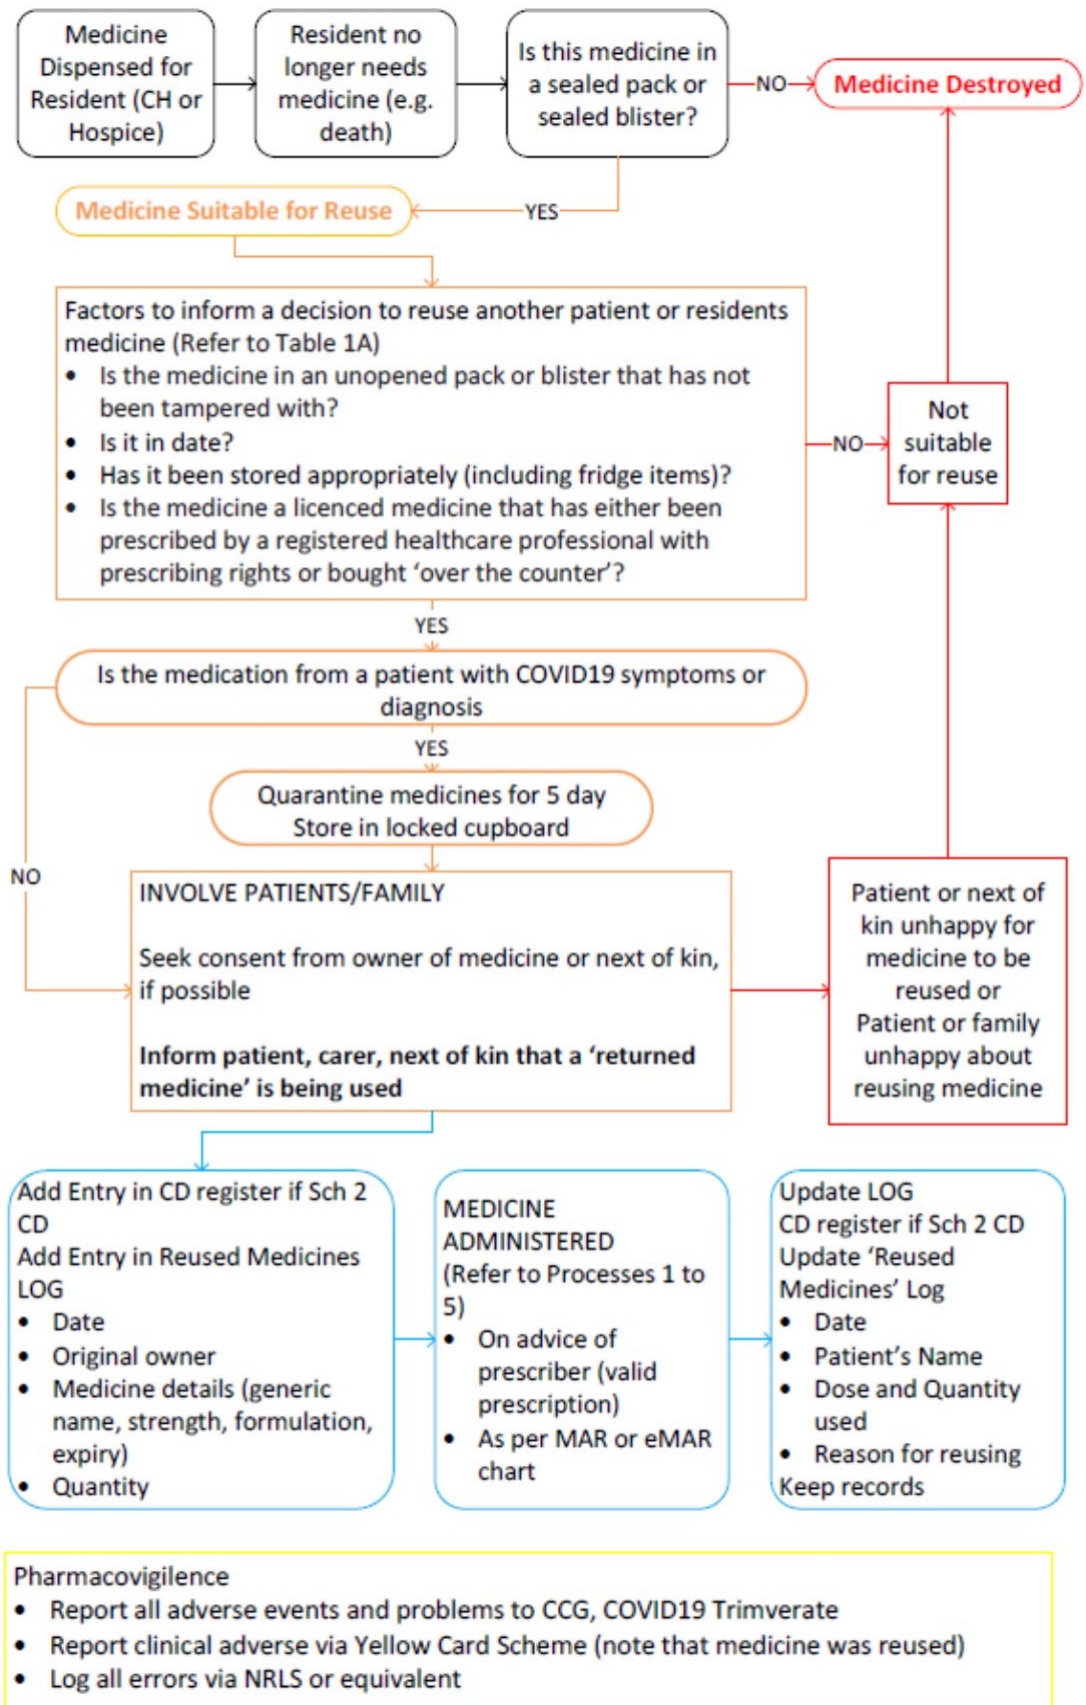 Medicine
Dispensed for
Resident (CH or
Hospice)
Resident no
longer needs
medicine (e.g.
death)
Is this medicine in
a sealed pack or
sealed blister?
NO
Medicine Destroyed
Medicine Suitable for Reuse
YES
Factors to inform a decision to reuse another patient or residents
medicine (Refer to Table 1A)
• Is the medicine in an unopened pack or blister that has not
been tampered with?
• Is it in date?
• Has it been stored appropriately (including fridge items)?
• Is the medicine a licenced medicine that has either been
prescribed by a registered healthcare professional with
prescribing rights or bought ‘over the counter’?
NO
Not
suitable
for reuse
YES
Is the medication from a patient with COVID19 symptoms or
diagnosis
YES
Quarantine medicines for 5 day
Store in locked cupboard
NO
INVOLVE PATIENTS/FAMILY
Seek consent from owner of medicine or next of kin,
if possible
Inform patient, carer, next of kin that a ‘returned
medicine’ is being used
Patient or next of
kin unhappy for
medicine to be
reused or
Patient or family
unhappy about
reusing medicine
Add Entry in CD register if Sch 2
CD
Add Entry in Reused Medicines
LOG
• Date
• Original owner
• Medicine details (generic
name, strength, formulation,
expiry)
• Quantity
MEDICINE
ADMINISTERED
(Refer to Processes 1 to
5)
• On advice of
prescriber (valid
prescription)
• As per MAR or eMAR
chart
Update LOG
CD register if Sch 2 CD
Update ‘Reused
Medicines’ Log
• Date
• Patient’s Name
• Dose and Quantity
used
• Reason for reusing
Keep records
Pharmacovigilence
• Report all adverse events and problems to CCG, COVID19 Trimverate
• Report clinical adverse via Yellow Card Scheme (note that medicine was reused)
• Log all errors via NRLS or equivalent